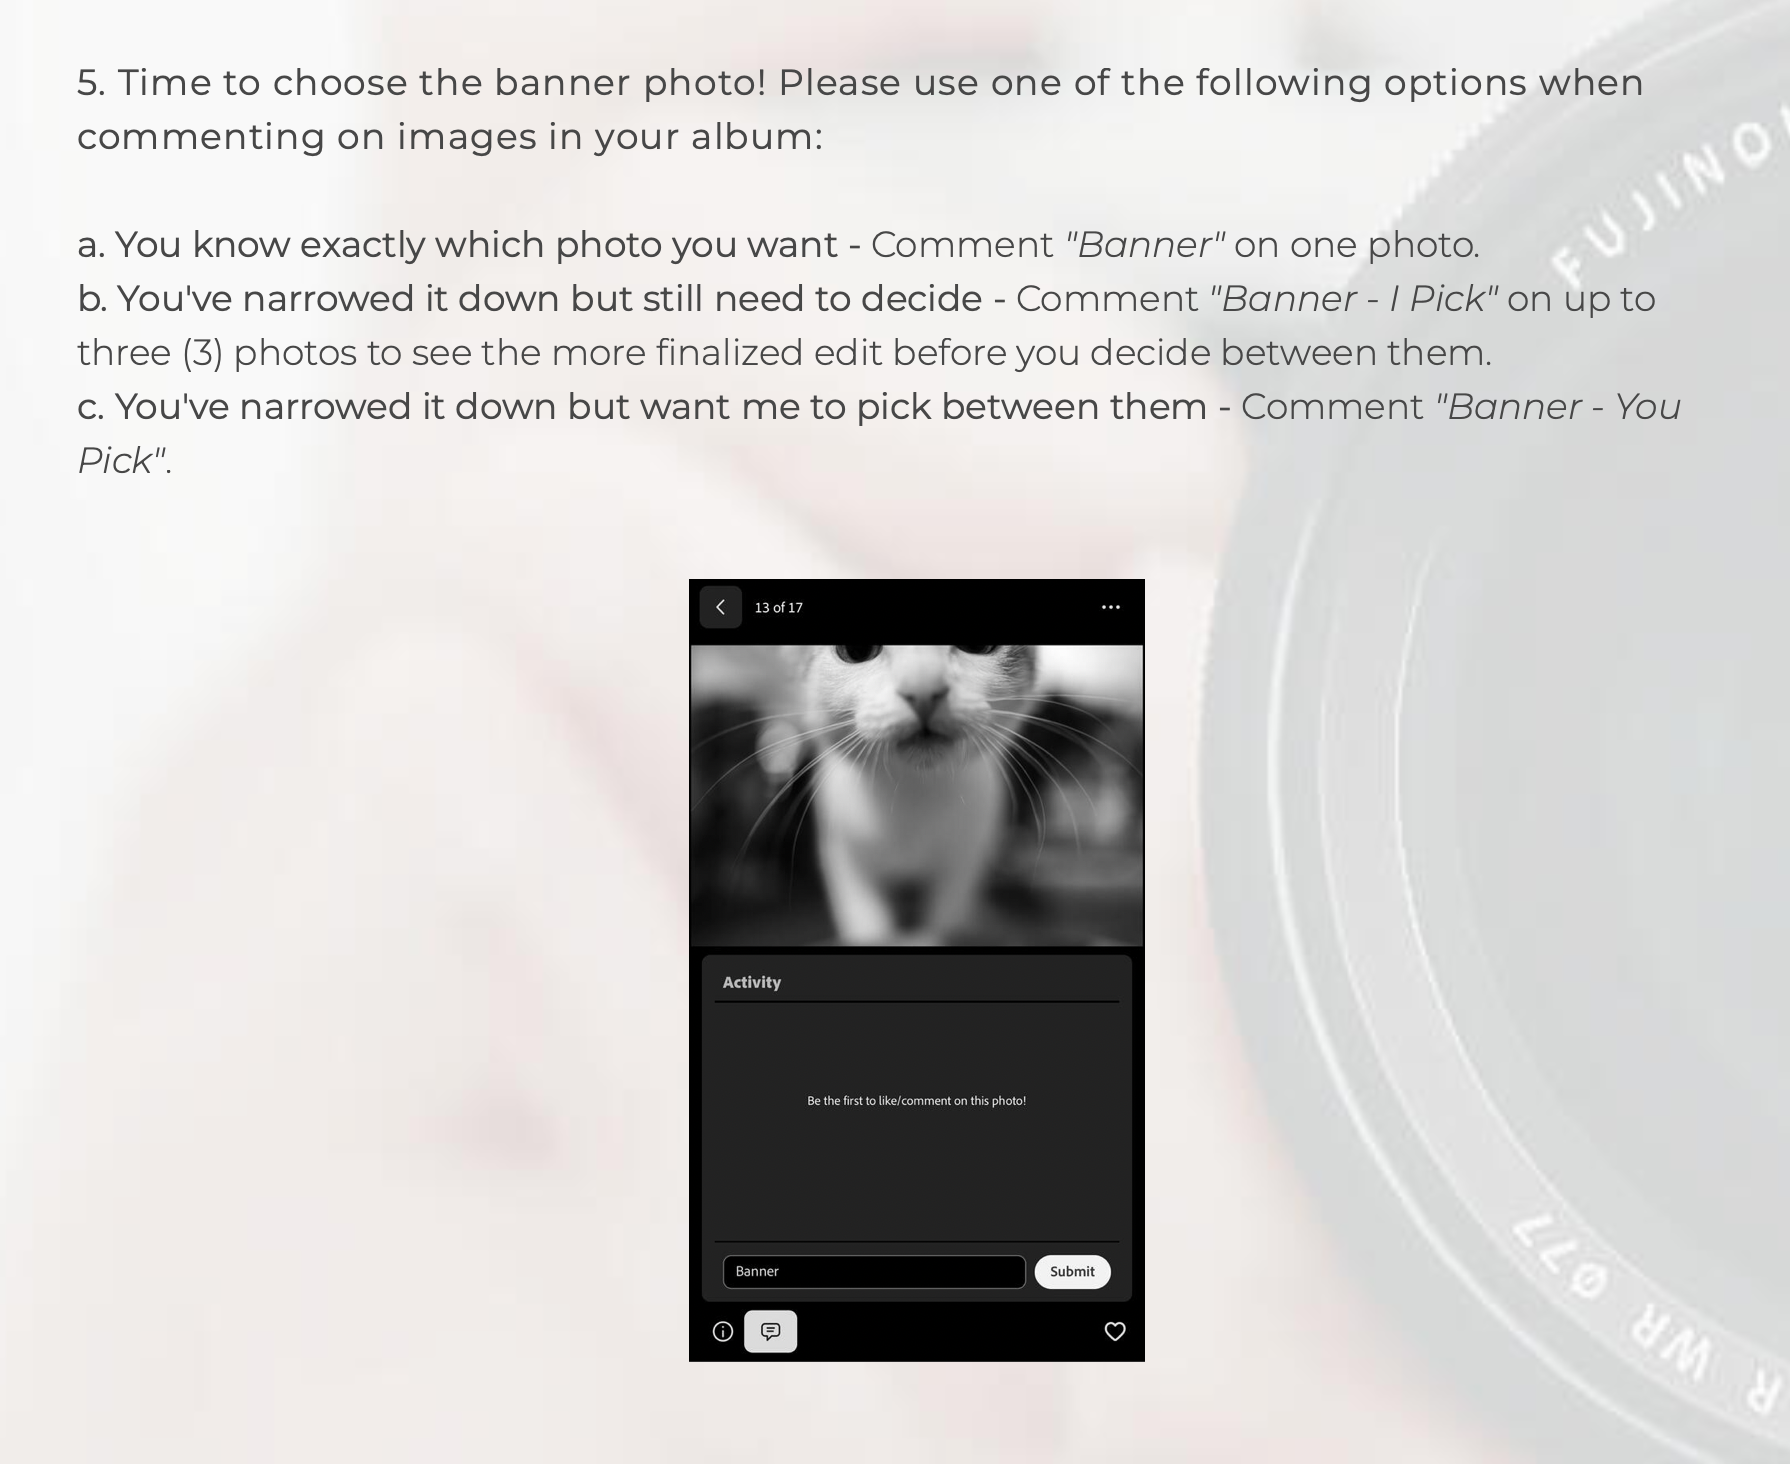 5. Time to choose the banner photo! Please use one of the following options when
commenting on images in your album:
a. You know exactly which photo you want - Comment "Banner" on one photo.
b. You've narrowed it down but still need to decide - Comment "Banner - I Pick" on up to
three (3) photos to see the more finalized edit before you decide between them.
c. You've narrowed it down but want me to pick between them - Comment "Banner - You
Pick".
FUJINO
13 of 17
Activity
Be the first to like/comment on this photo!
Banner
Submit
R WR Ø77